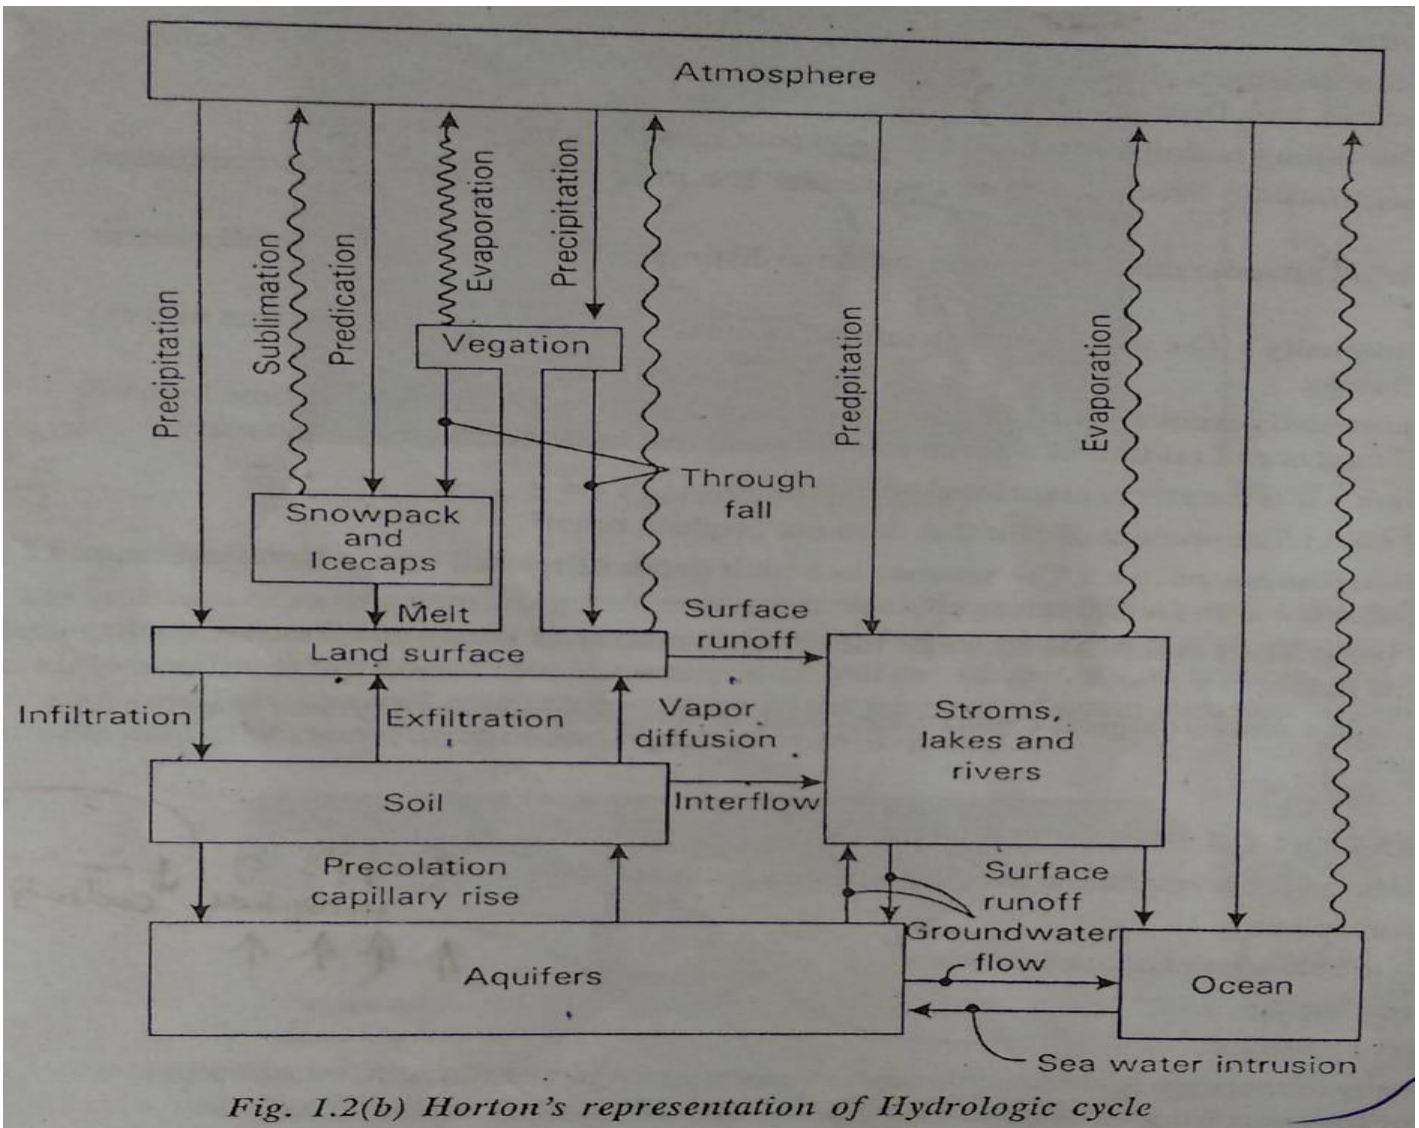 Atmosphere
Precipitation
Sublimation
Predication
Evaporation
Precipitation
Vegation
Predpitation
Evaporation
Through
fall
Snowpack
and
Icecaps
Melt
Surface
runoff
Land surface
Infiltration
Exfiltration
Vapor
diffusion
Stroms,
lakes and
rivers
Soil
Interflow
Precolation
capillary rise
Surface
runoff
Groundwater
flow
Aquifers
Ocean
Sea water intrusion
Fig. 1.2(b) Horton's representation of Hydrologic cycle